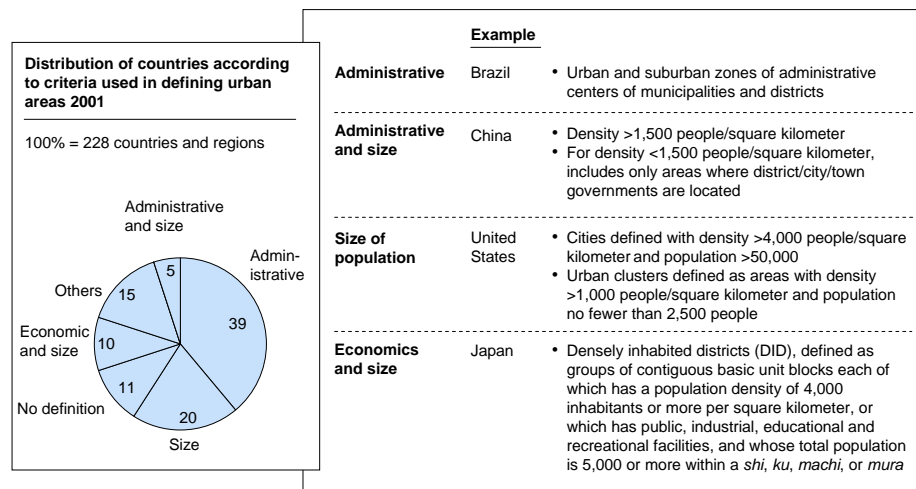 Distribution of countries according
to criteria used in defining urban
areas 2001
100% = 228 countries and regions
Administrative
and size
Admin-
istrative
5
39
Others
15
Economic
and size
10
11
No definition
20
Size
Example
Administrative
Brazil
• Urban and suburban zones of administrative
centers of municipalities and districts
Administrative
and size
China
• Density >1,500 people/square kilometer
• For density <1,500 people/square kilometer,
includes only areas where district/city/town
governments are located
Size of
population
United
States
• Cities defined with density >4,000 people/square
kilometer and population >50,000
• Urban clusters defined as areas with density
>1,000 people/square kilometer and population
no fewer than 2,500 people
Economics
and size
Japan
• Densely inhabited districts (DID), defined as
groups of contiguous basic unit blocks each of
which has a population density of 4,000
inhabitants or more per square kilometer, or
which has public, industrial, educational and
recreational facilities, and whose total population
is 5,000 or more within a shi, ku, machi, or mura